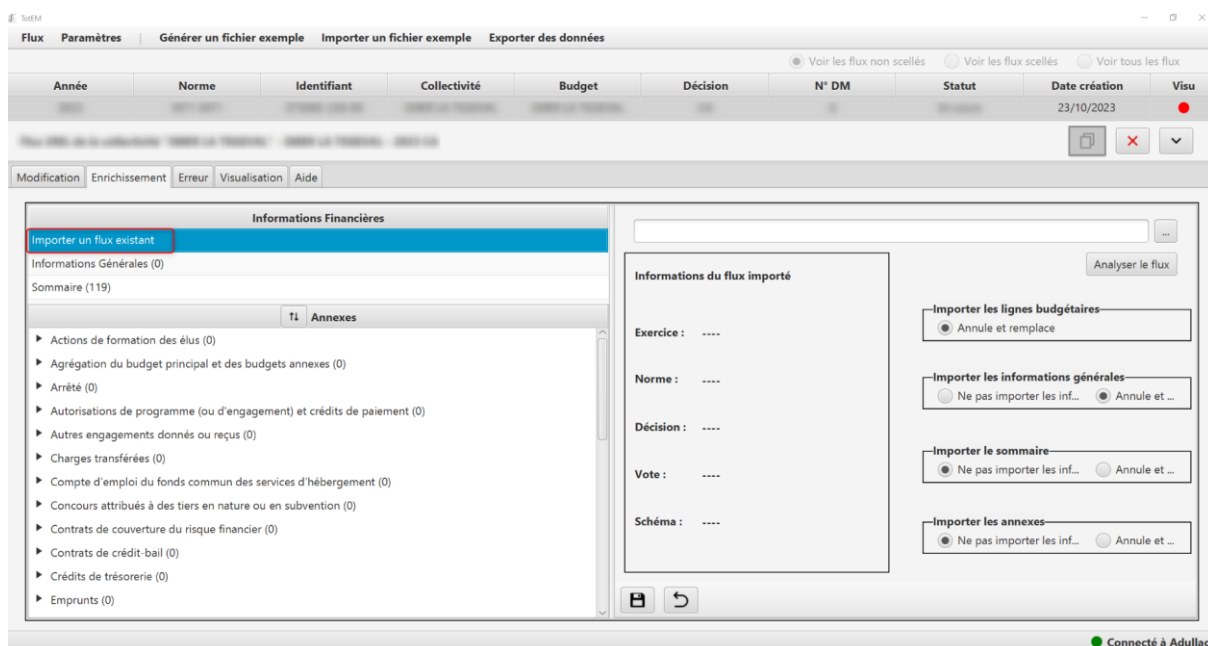 TotEM
Flux Paramètres Générer un fichier exemple Importer un fichier exemple Exporter des données
Voir les flux non scellés Voir les flux scellés Voir tous les flux
Année Norme Identifiant Collectivité Budget Décision N° DM Statut Date création Visu
23/10/2023
Modification Enrichissement Erreur Visualisation Aide
Informations Financières
Importer un flux existant
Informations Générales (0)
Sommaire (119)
Annexes
Actions de formation des élus (0)
Agrégation du budget principal et des budgets annexes (0)
Arrêté (0)
Autorisations de programme (ou d'engagement) et crédits de paiement (0)
Autres engagements donnés ou reçus (0)
Charges transférées (0)
Compte d'emploi du fonds commun des services d'hébergement (0)
Concours attribués à des tiers en nature ou en subvention (0)
Contrats de couverture du risque financier (0)
Contrats de crédit-bail (0)
Crédits de trésorerie (0)
Emprunts (0)
...
Analyser le flux
Informations du flux importé
Exercice : ----
Norme : ----
Décision : ----
Vote : ----
Schéma : ----
Importer les lignes budgétaires
Annule et remplace
Importer les informations générales
Ne pas importer les inf... Annule et ...
Importer le sommaire
Ne pas importer les inf... Annule et ...
Importer les annexes
Ne pas importer les inf... Annule et ...
Connecté à Adullac